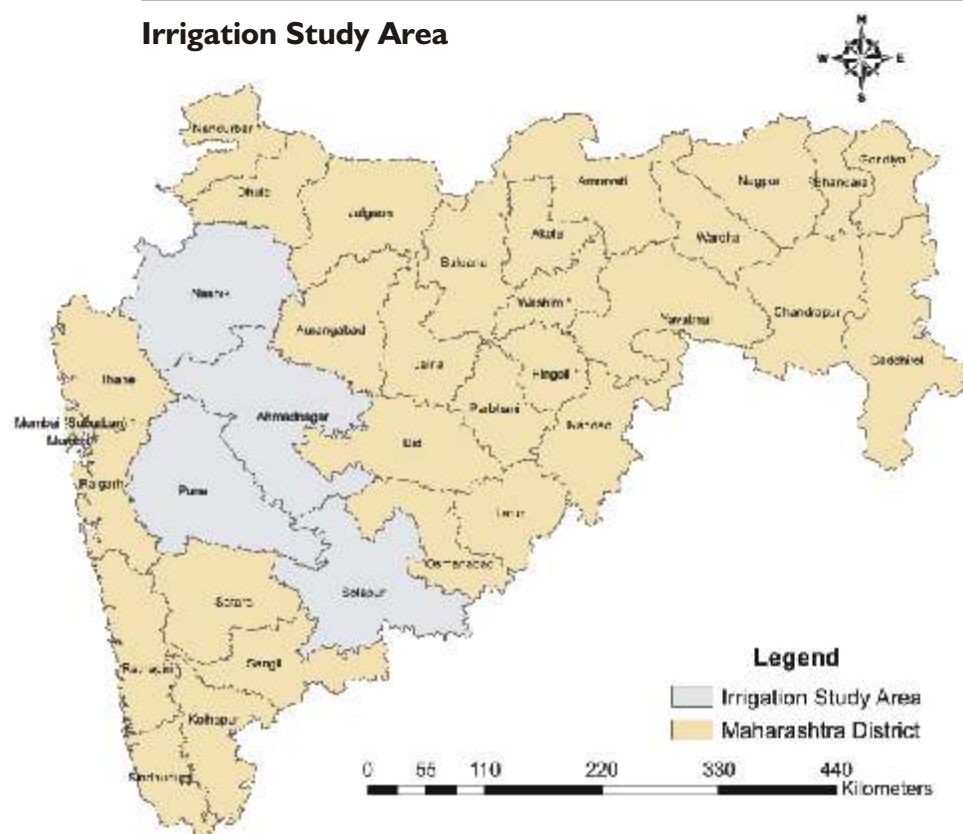 Irrigation Study Area
N
W E
S
Nandurbar
Gondiya
Dhule
Amravati
Nagpur
Bhandara
Jalgaon
Akola
Wardha
Buldana
Nashik
Washim
Aurangabad
Yavatmal
Chandrapur
Jalna
Hingoli
Gadchiroli
Thane
Ahmadnagar
Parbhani
Mumbai (Suburban)
Nanded
Mumbai
Bid
Raigarh
Pune
Latur
Osmanabad
Solapur
Satara
Sangli
Ratnagiri
Kolhapur
Sindhudurg
Legend
Irrigation Study Area
Maharashtra District
0 55 110 220 330 440
Kilometers